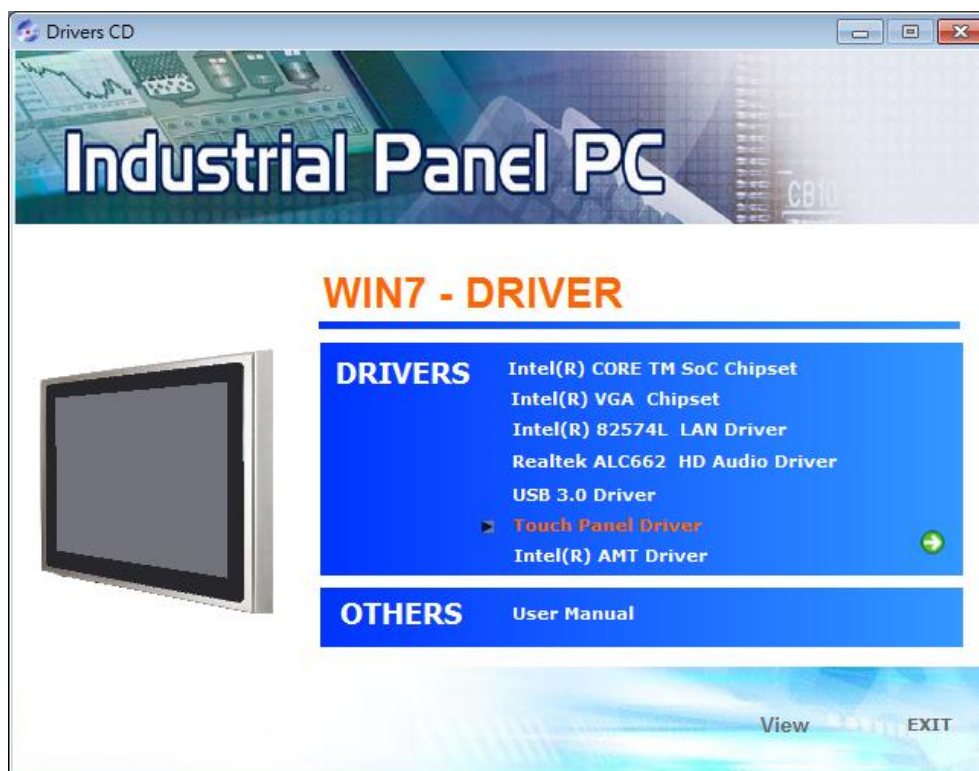 Drivers CD
Industrial Panel PC
CB10
WIN7 - DRIVER
DRIVERS
Intel(R) CORE TM SoC Chipset
Intel(R) VGA Chipset
Intel(R) 82574L LAN Driver
Realtek ALC662 HD Audio Driver
USB 3.0 Driver
Touch Panel Driver
Intel(R) AMT Driver
OTHERS
User Manual
View
EXIT